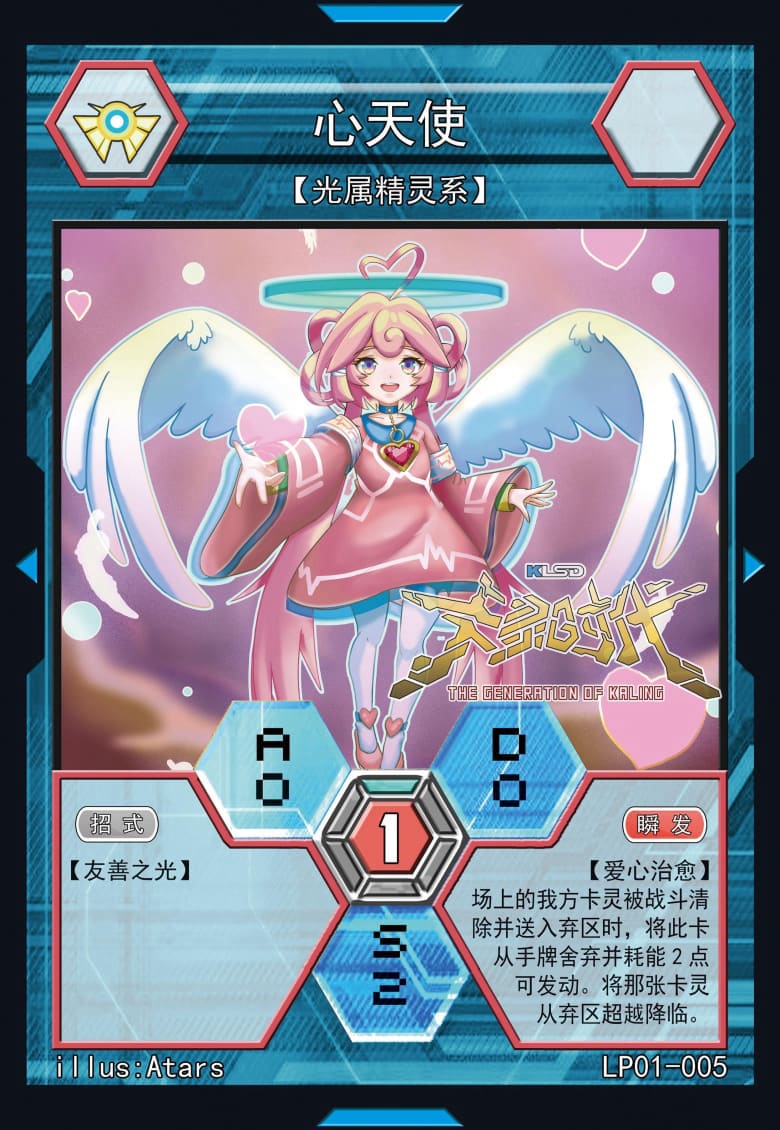 心天使
【光属精灵系】
KLSD
卡灵时代
THE GENERATION OF KALING
A
0
D
0
1
S
2
招式
【友善之光】
瞬发
【爱心治愈】
场上的我方卡灵被战斗清
除并送入弃区时，将此卡
从手牌舍弃并耗能2点
可发动。将那张卡灵
从弃区超越降临。
illus:Atars
LP01-005